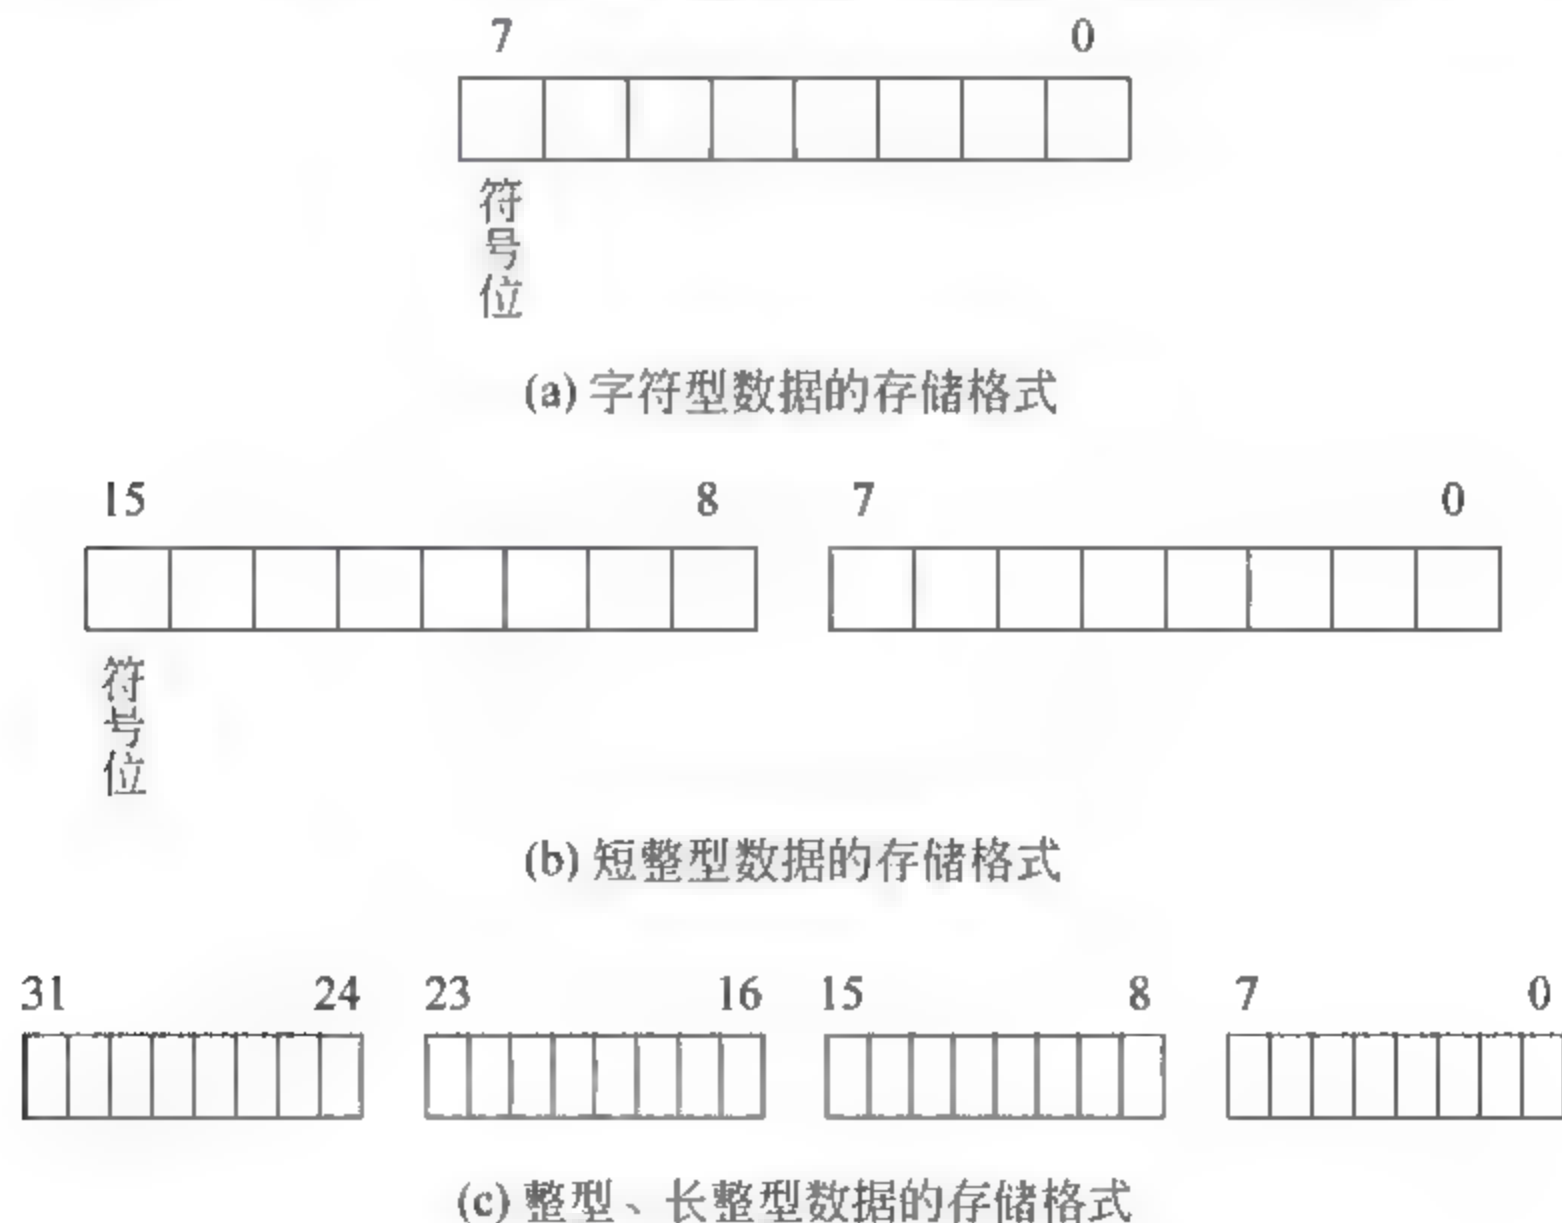 7 0
符号位
(a) 字符型数据的存储格式
15 8 7 0
符号位
(b) 短整型数据的存储格式
31 24 23 16 15 8 7 0
(c) 整型、长整型数据的存储格式